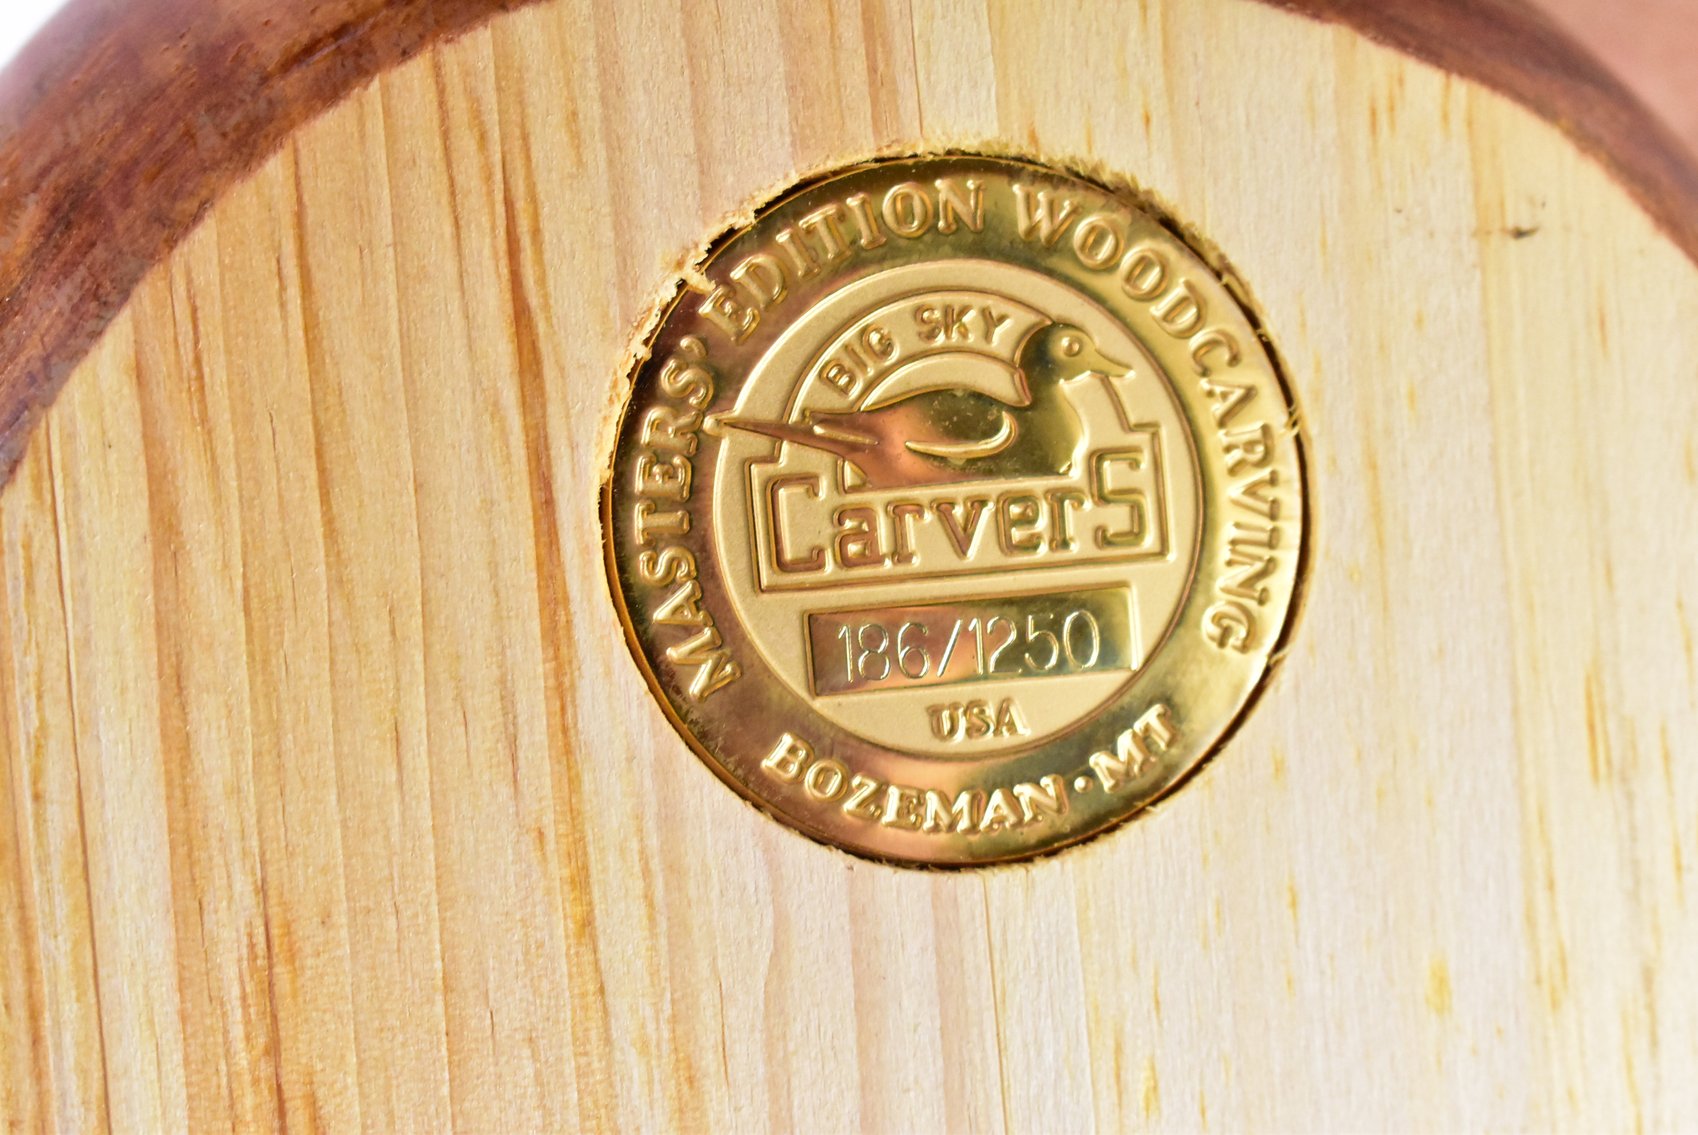 MASTERS' EDITION WOODCARVING
BIG SKY
Carvers
186/1250
USA
BOZEMAN • MT